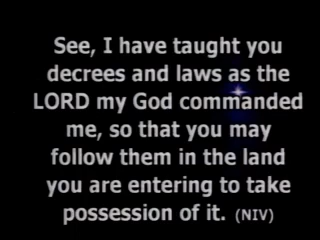 See, I have taught you
decrees and laws as the
LORD my God commanded
me, so that you may
follow them in the land
you are entering to take
possession of it. (NIV)